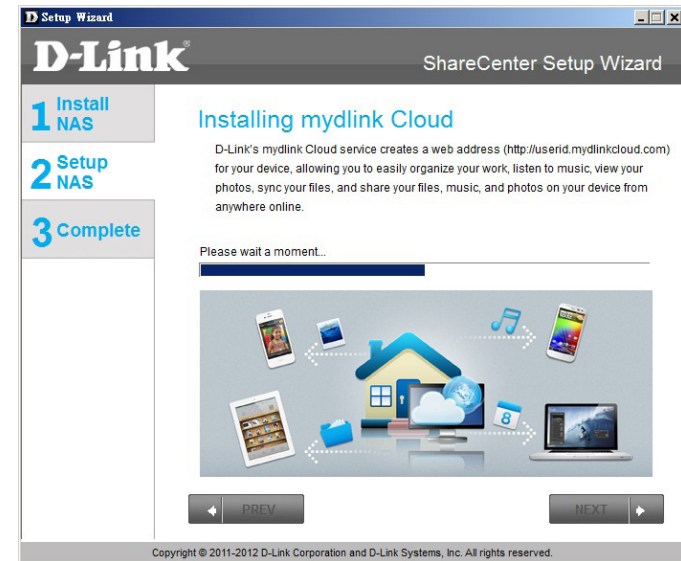 Setup Wizard
D-Link®
ShareCenter Setup Wizard
1 Install
NAS
2 Setup
NAS
3 Complete
Installing mydlink Cloud
D-Link's mydlink Cloud service creates a web address (http://userid.mydlinkcloud.com)
for your device, allowing you to easily organize your work, listen to music, view your
photos, sync your files, and share your files, music, and photos on your device from
anywhere online.
Please wait a moment...
8
PREV
NEXT
Copyright © 2011-2012 D-Link Corporation and D-Link Systems, Inc. All rights reserved.